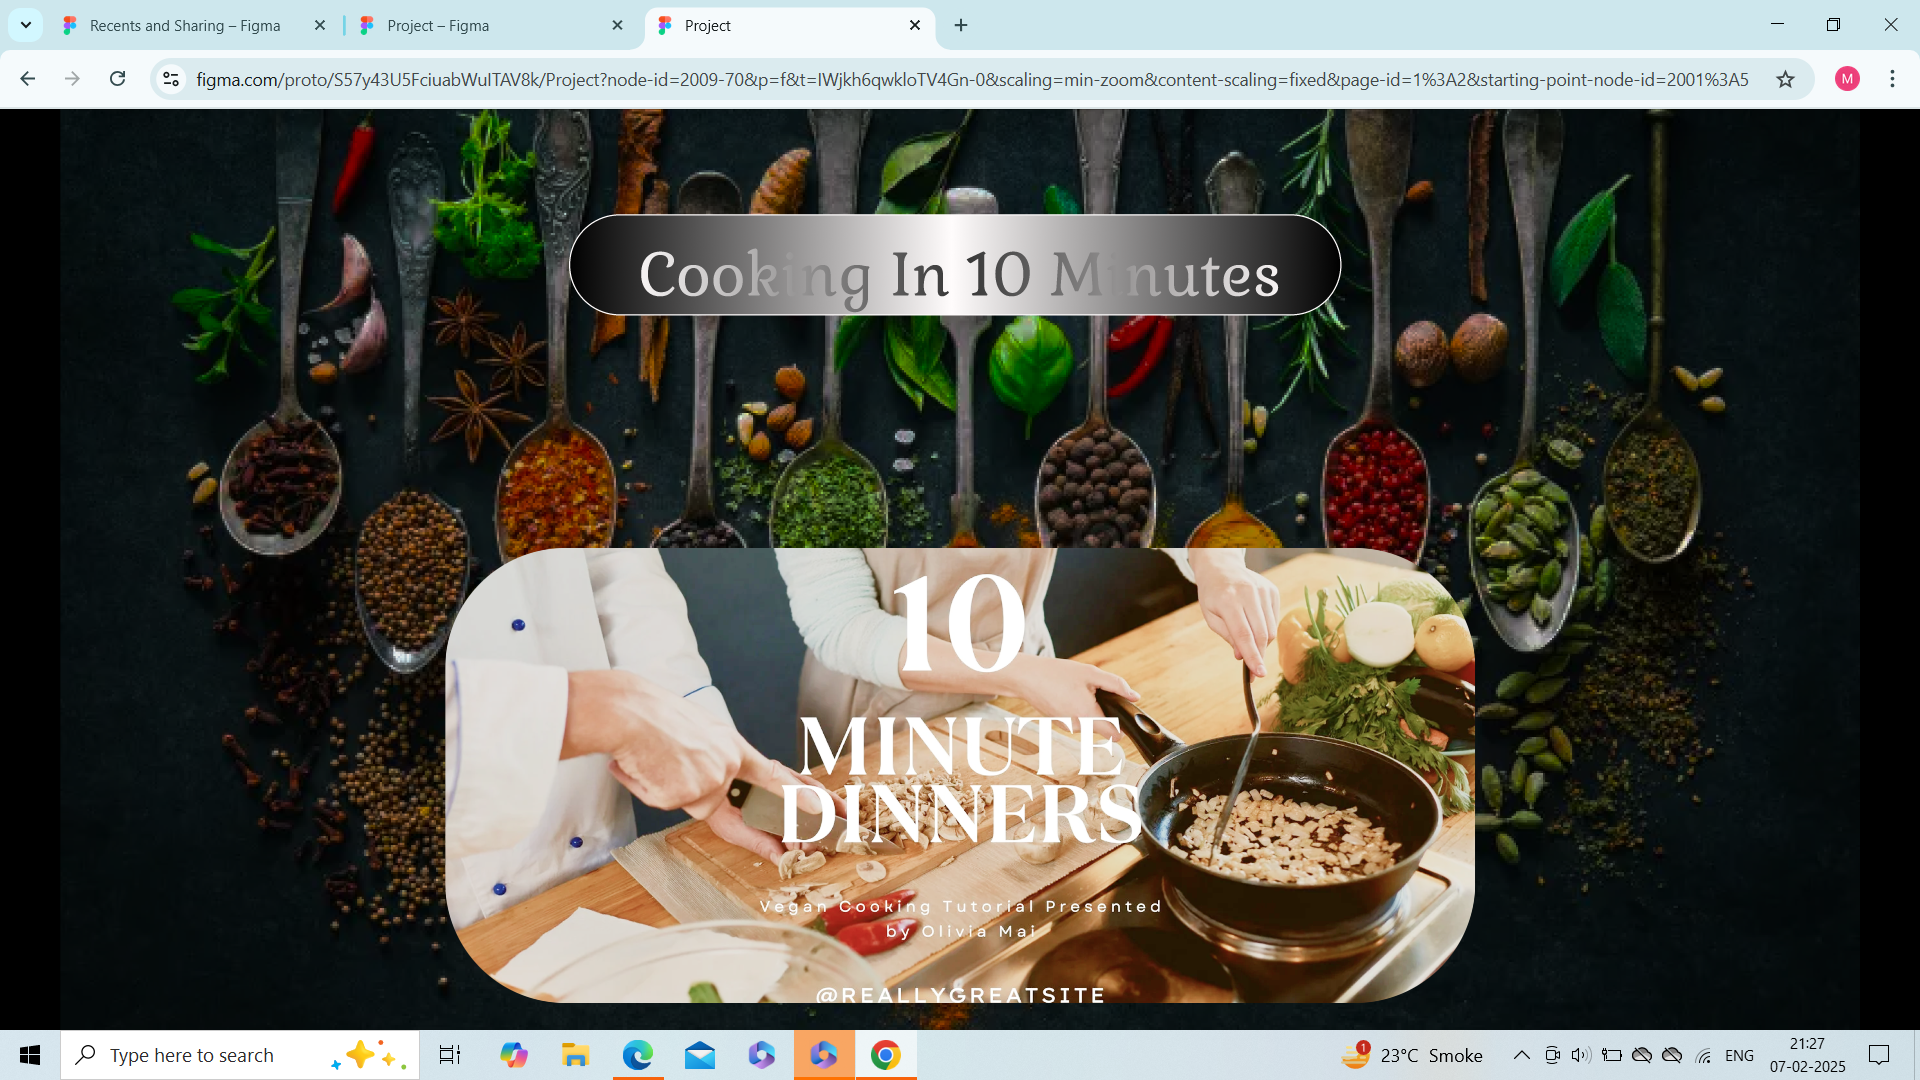 Recents and Sharing – Figma
Project – Figma
Project
figma.com/proto/S57y43U5FciuabWuITAV8k/Project?node-id=2009-70&p=f&t=IWjkh6qwkloTV4Gn-0&scaling=min-zoom&content-scaling=fixed&page-id=1%3A2&starting-point-node-id=2001%3A5
M
Cooking In 10 Minutes
10
MINUTE
DINNERS
Vegan Cooking Tutorial Presented
by Olivia Mai
@REALLYGREATSITE
Type here to search
1
23°C Smoke
ENG
21:27
07-02-2025